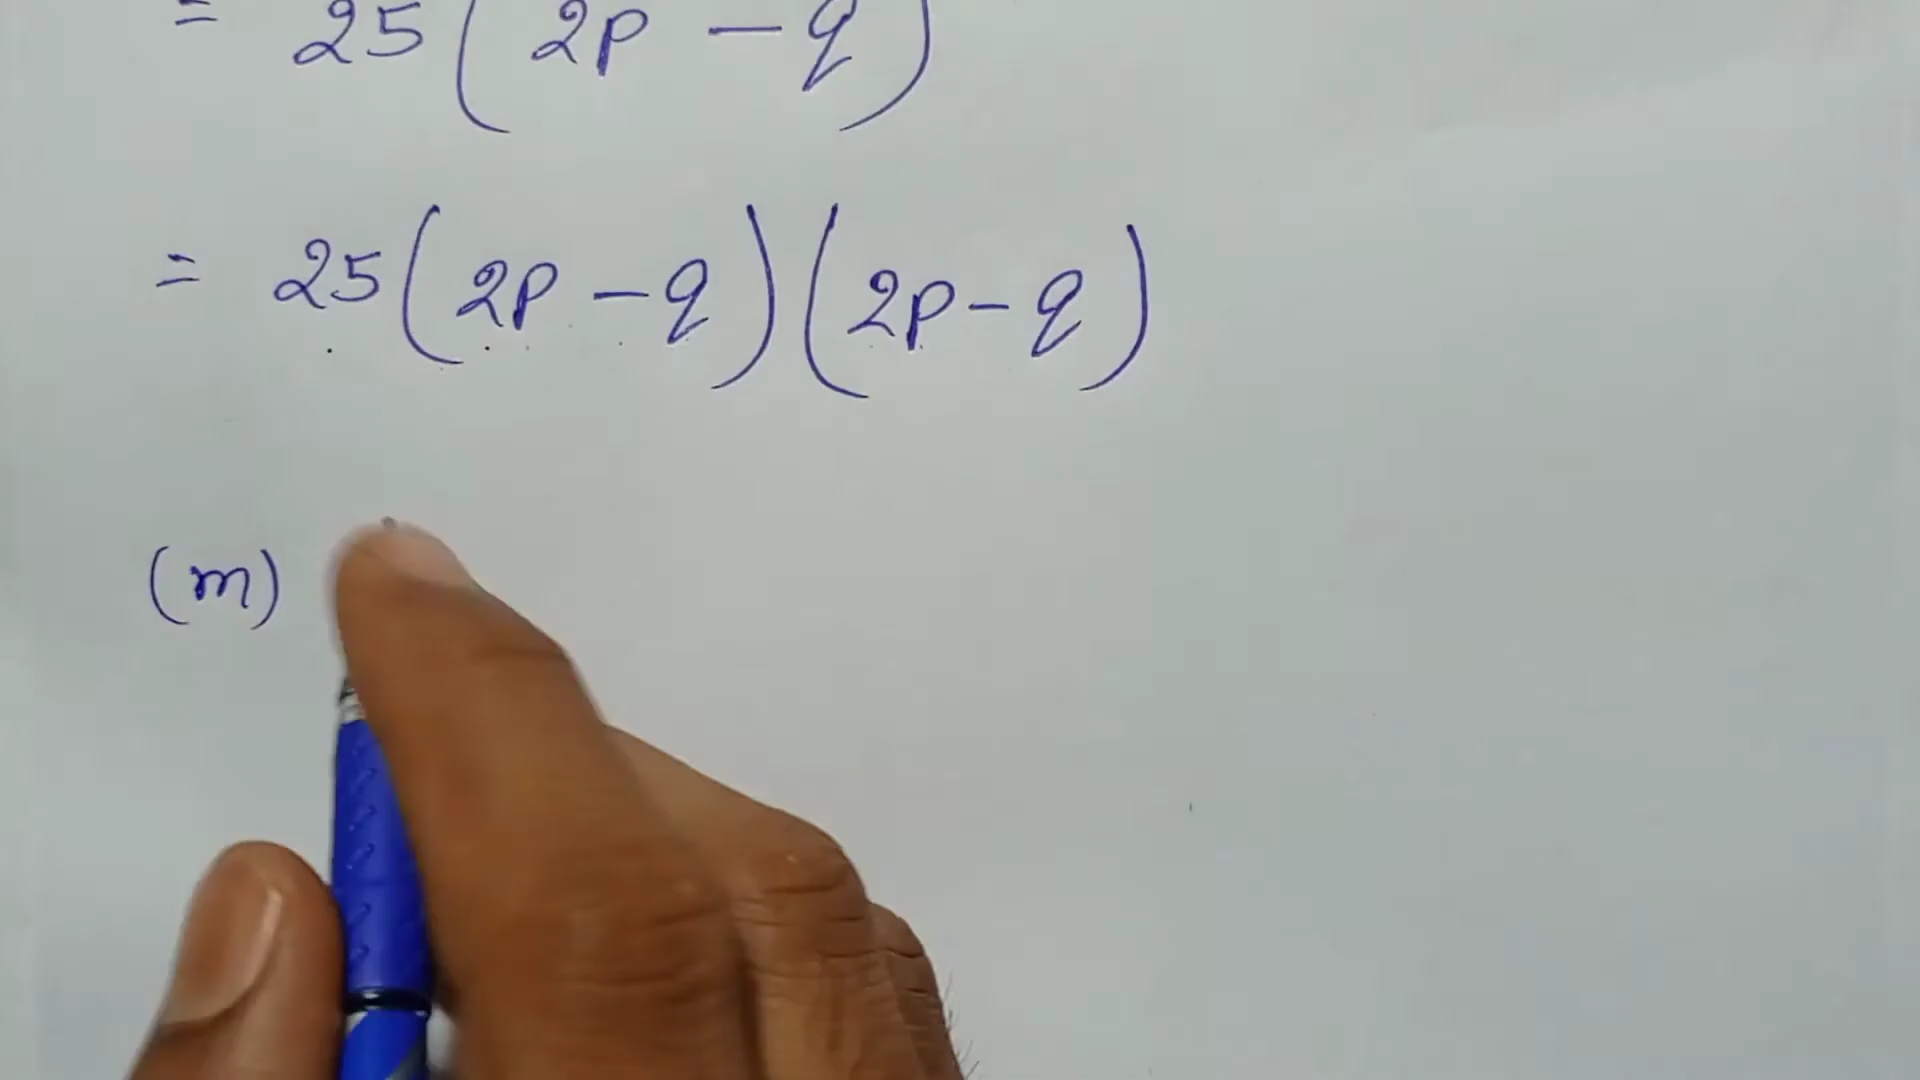 = 25(2p - q)
= 25(2p - q)(2p - q)
(m)